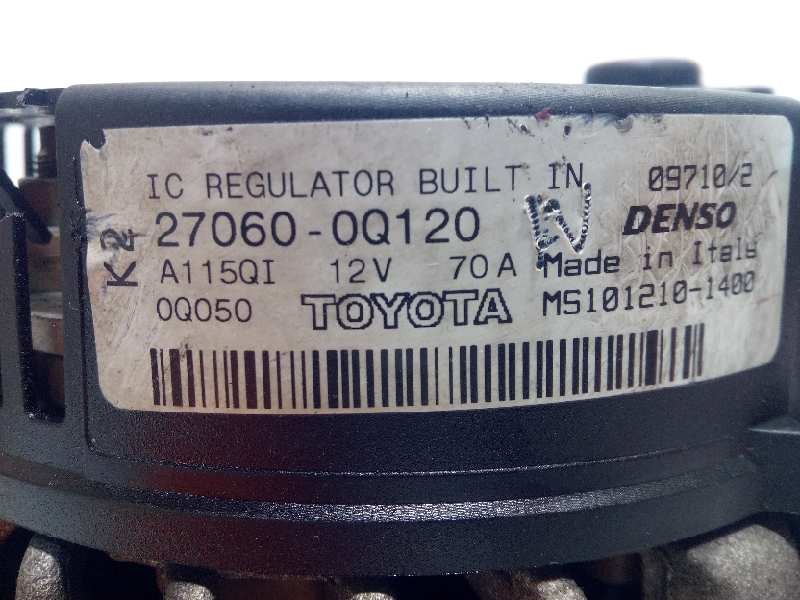 IC REGULATOR BUILT IN 09710/2
27060-0Q120 DENSO
K2
A115QI 12V 70A Made in Italy
0Q050 TOYOTA MS101210-1400